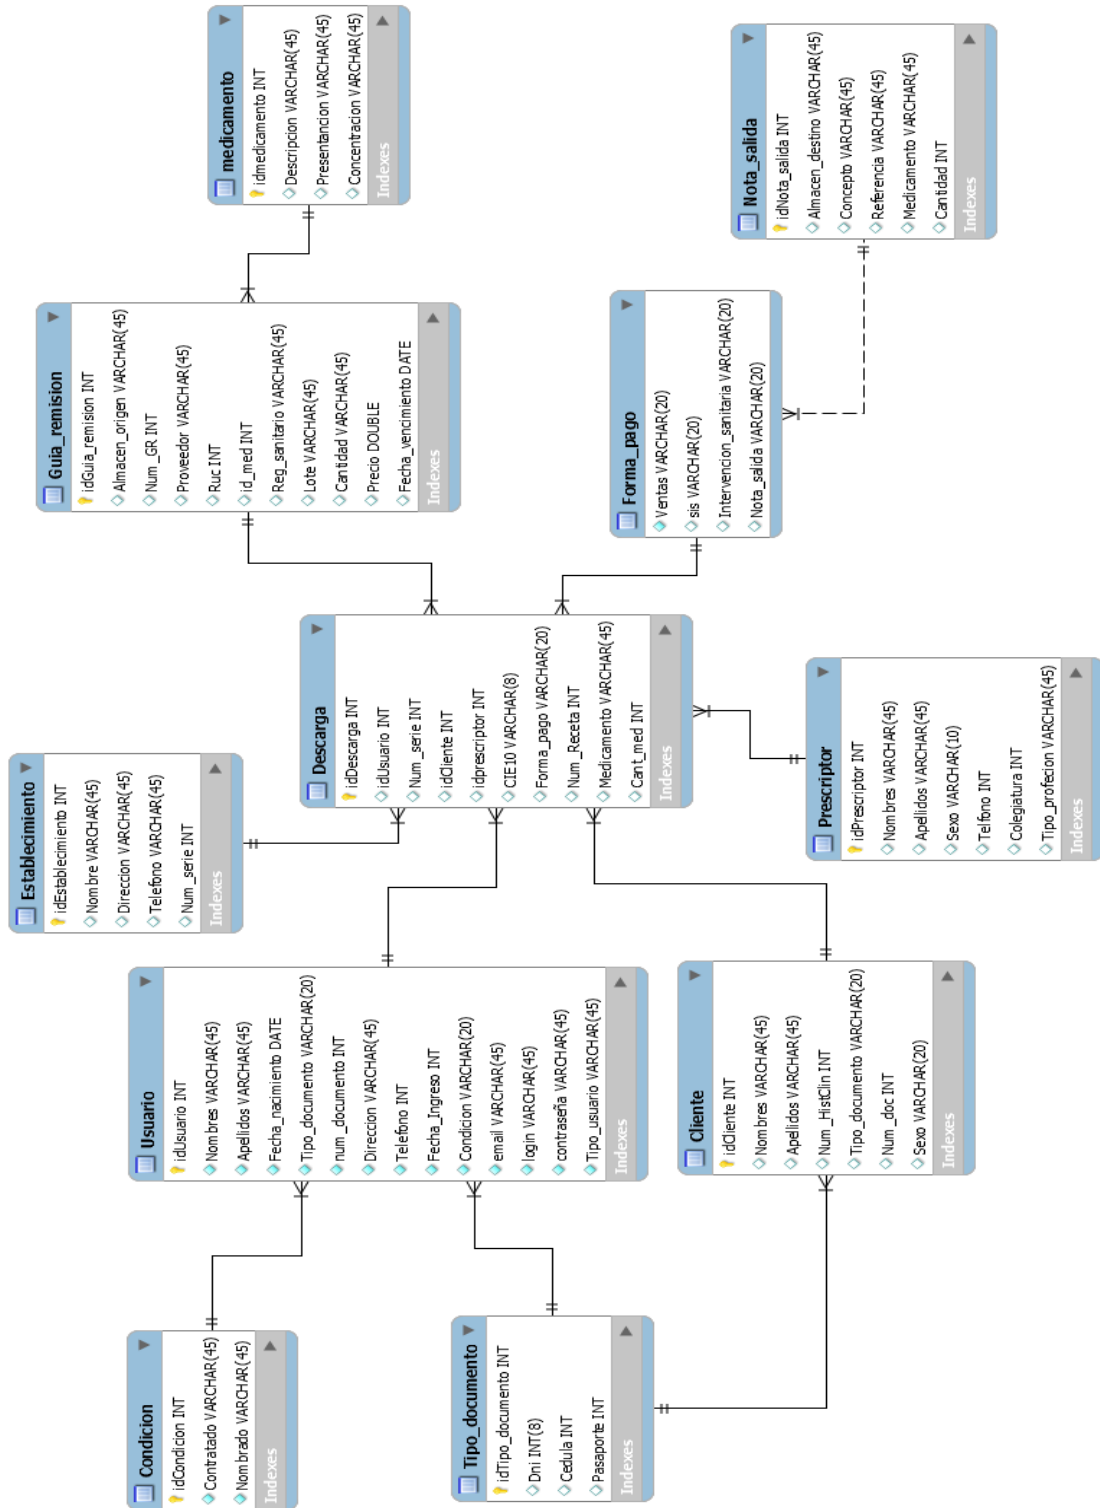 Condicion
idCondicion INT
Contratado VARCHAR(45)
Nombrado VARCHAR(45)
Indexes
Tipo_documento
idTipo_documento INT
Dni INT(8)
Cedula INT
Pasaporte INT
Indexes
Usuario
idUsuario INT
Nombres VARCHAR(45)
Apellidos VARCHAR(45)
Fecha_nacimiento DATE
Tipo_documento VARCHAR(20)
num_documento INT
Direccion VARCHAR(45)
Telefono INT
Fecha_Ingreso INT
Condicion VARCHAR(20)
email VARCHAR(45)
login VARCHAR(45)
contraseña VARCHAR(45)
Tipo_usuario VARCHAR(45)
Indexes
Cliente
idCliente INT
Nombres VARCHAR(45)
Apellidos VARCHAR(45)
Num_HistClin INT
Tipo_documento VARCHAR(20)
Num_doc INT
Sexo VARCHAR(20)
Indexes
Establecimiento
idEstablecimiento INT
Nombre VARCHAR(45)
Direccion VARCHAR(45)
Telefono VARCHAR(45)
Num_serie INT
Indexes
Descarga
idDescarga INT
idUsuario INT
Num_serie INT
idCliente INT
idprescriptor INT
CIE10 VARCHAR(8)
Forma_pago VARCHAR(20)
Num_Receta INT
Medicamento VARCHAR(45)
Cant_med INT
Indexes
Prescriptor
idPrescriptor INT
Nombres VARCHAR(45)
Apellidos VARCHAR(45)
Sexo VARCHAR(10)
Telfono INT
Colegiatura INT
Tipo_profecion VARCHAR(45)
Indexes
Guia_remision
idGuia_remision INT
Almacen_origen VARCHAR(45)
Num_GR INT
Proveedor VARCHAR(45)
Ruc INT
id_med INT
Reg_sanitario VARCHAR(45)
Lote VARCHAR(45)
Cantidad VARCHAR(45)
Precio DOUBLE
Fecha_vencimiento DATE
Indexes
Forma_pago
Ventas VARCHAR(20)
sis VARCHAR(20)
Intervencion_sanitaria VARCHAR(20)
Nota_salida VARCHAR(20)
Indexes
medicamento
idmedicamento INT
Descripcion VARCHAR(45)
Presentancion VARCHAR(45)
Concentracion VARCHAR(45)
Indexes
Nota_salida
idNota_salida INT
Almacen_destino VARCHAR(45)
Concepto VARCHAR(45)
Referencia VARCHAR(45)
Medicamento VARCHAR(45)
Cantidad INT
Indexes